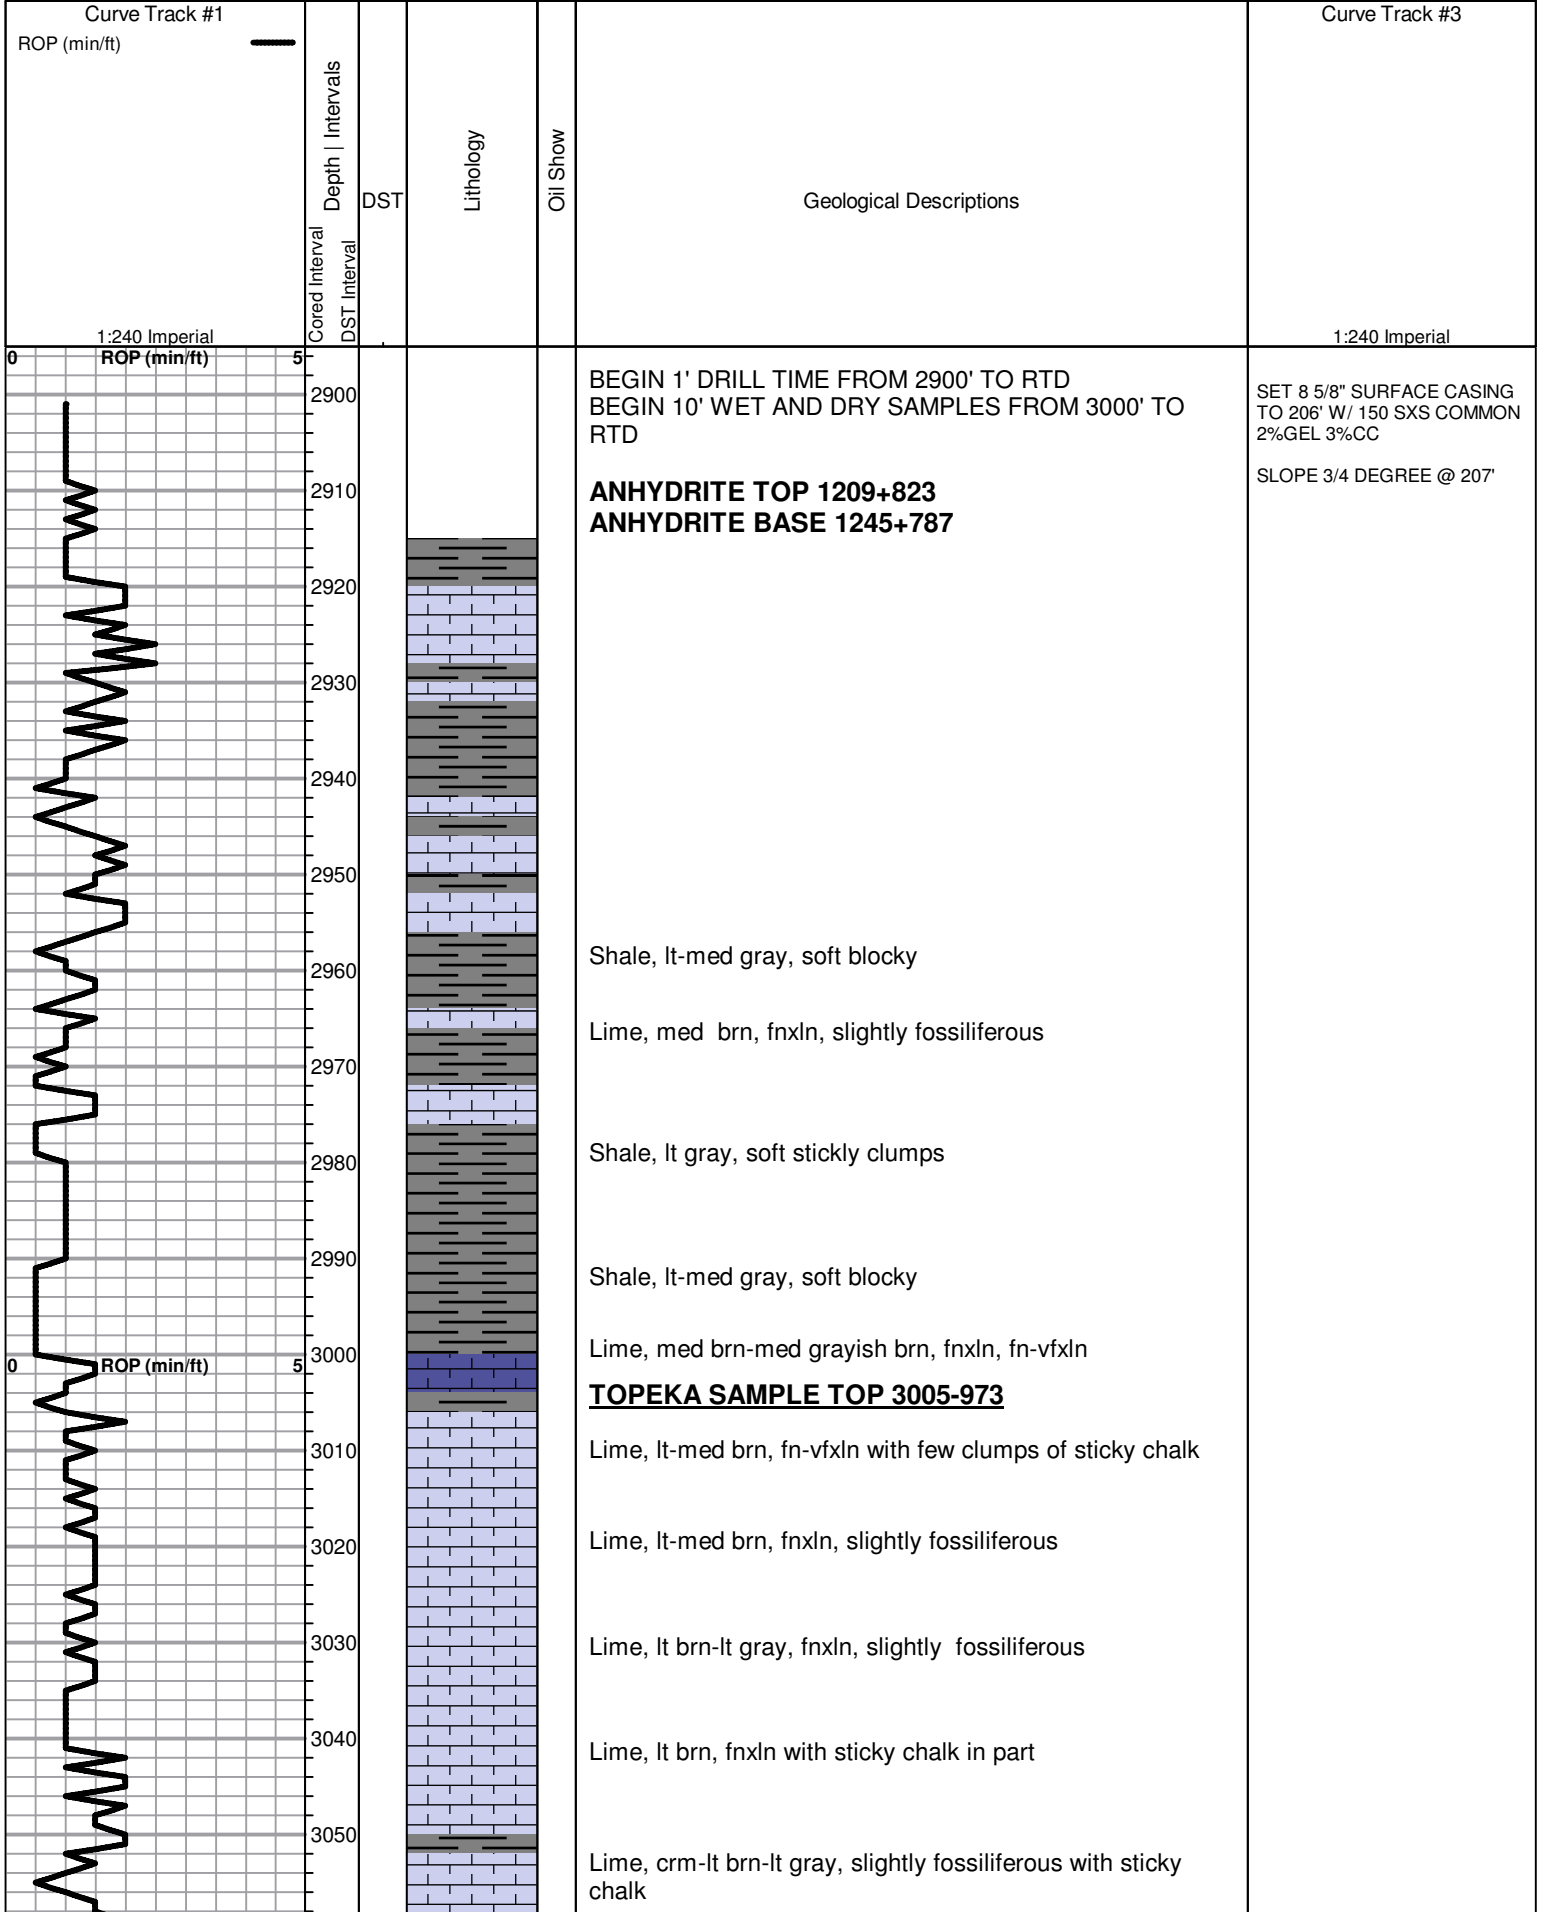 Curve Track #1
ROP (min/ft)
1:240 Imperial
Depth | Intervals
Cored Interval
DST Interval
DST
Lithology
Oil Show
Geological Descriptions
Curve Track #3
1:240 Imperial
0 ROP (min/ft) 5
2900
2910
2920
2930
2940
2950
2960
2970
2980
2990
3000
0 ROP (min/ft) 5
3010
3020
3030
3040
3050
BEGIN 1' DRILL TIME FROM 2900' TO RTD
BEGIN 10' WET AND DRY SAMPLES FROM 3000' TO
RTD
ANHYDRITE TOP 1209+823
ANHYDRITE BASE 1245+787
Shale, lt-med gray, soft blocky
Lime, med  brn, fnxln, slightly fossiliferous
Shale, lt gray, soft stickly clumps
Shale, lt-med gray, soft blocky
Lime, med brn-med grayish brn, fnxln, fn-vfxln
TOPEKA SAMPLE TOP 3005-973
Lime, lt-med brn, fn-vfxln with few clumps of sticky chalk
Lime, lt-med brn, fnxln, slightly fossiliferous
Lime, lt brn-lt gray, fnxln, slightly  fossiliferous
Lime, lt brn, fnxln with sticky chalk in part
Lime, crm-lt brn-lt gray, slightly fossiliferous with sticky
chalk
SET 8 5/8" SURFACE CASING
TO 206' W/ 150 SXS COMMON
2%GEL 3%CC
SLOPE 3/4 DEGREE @ 207'